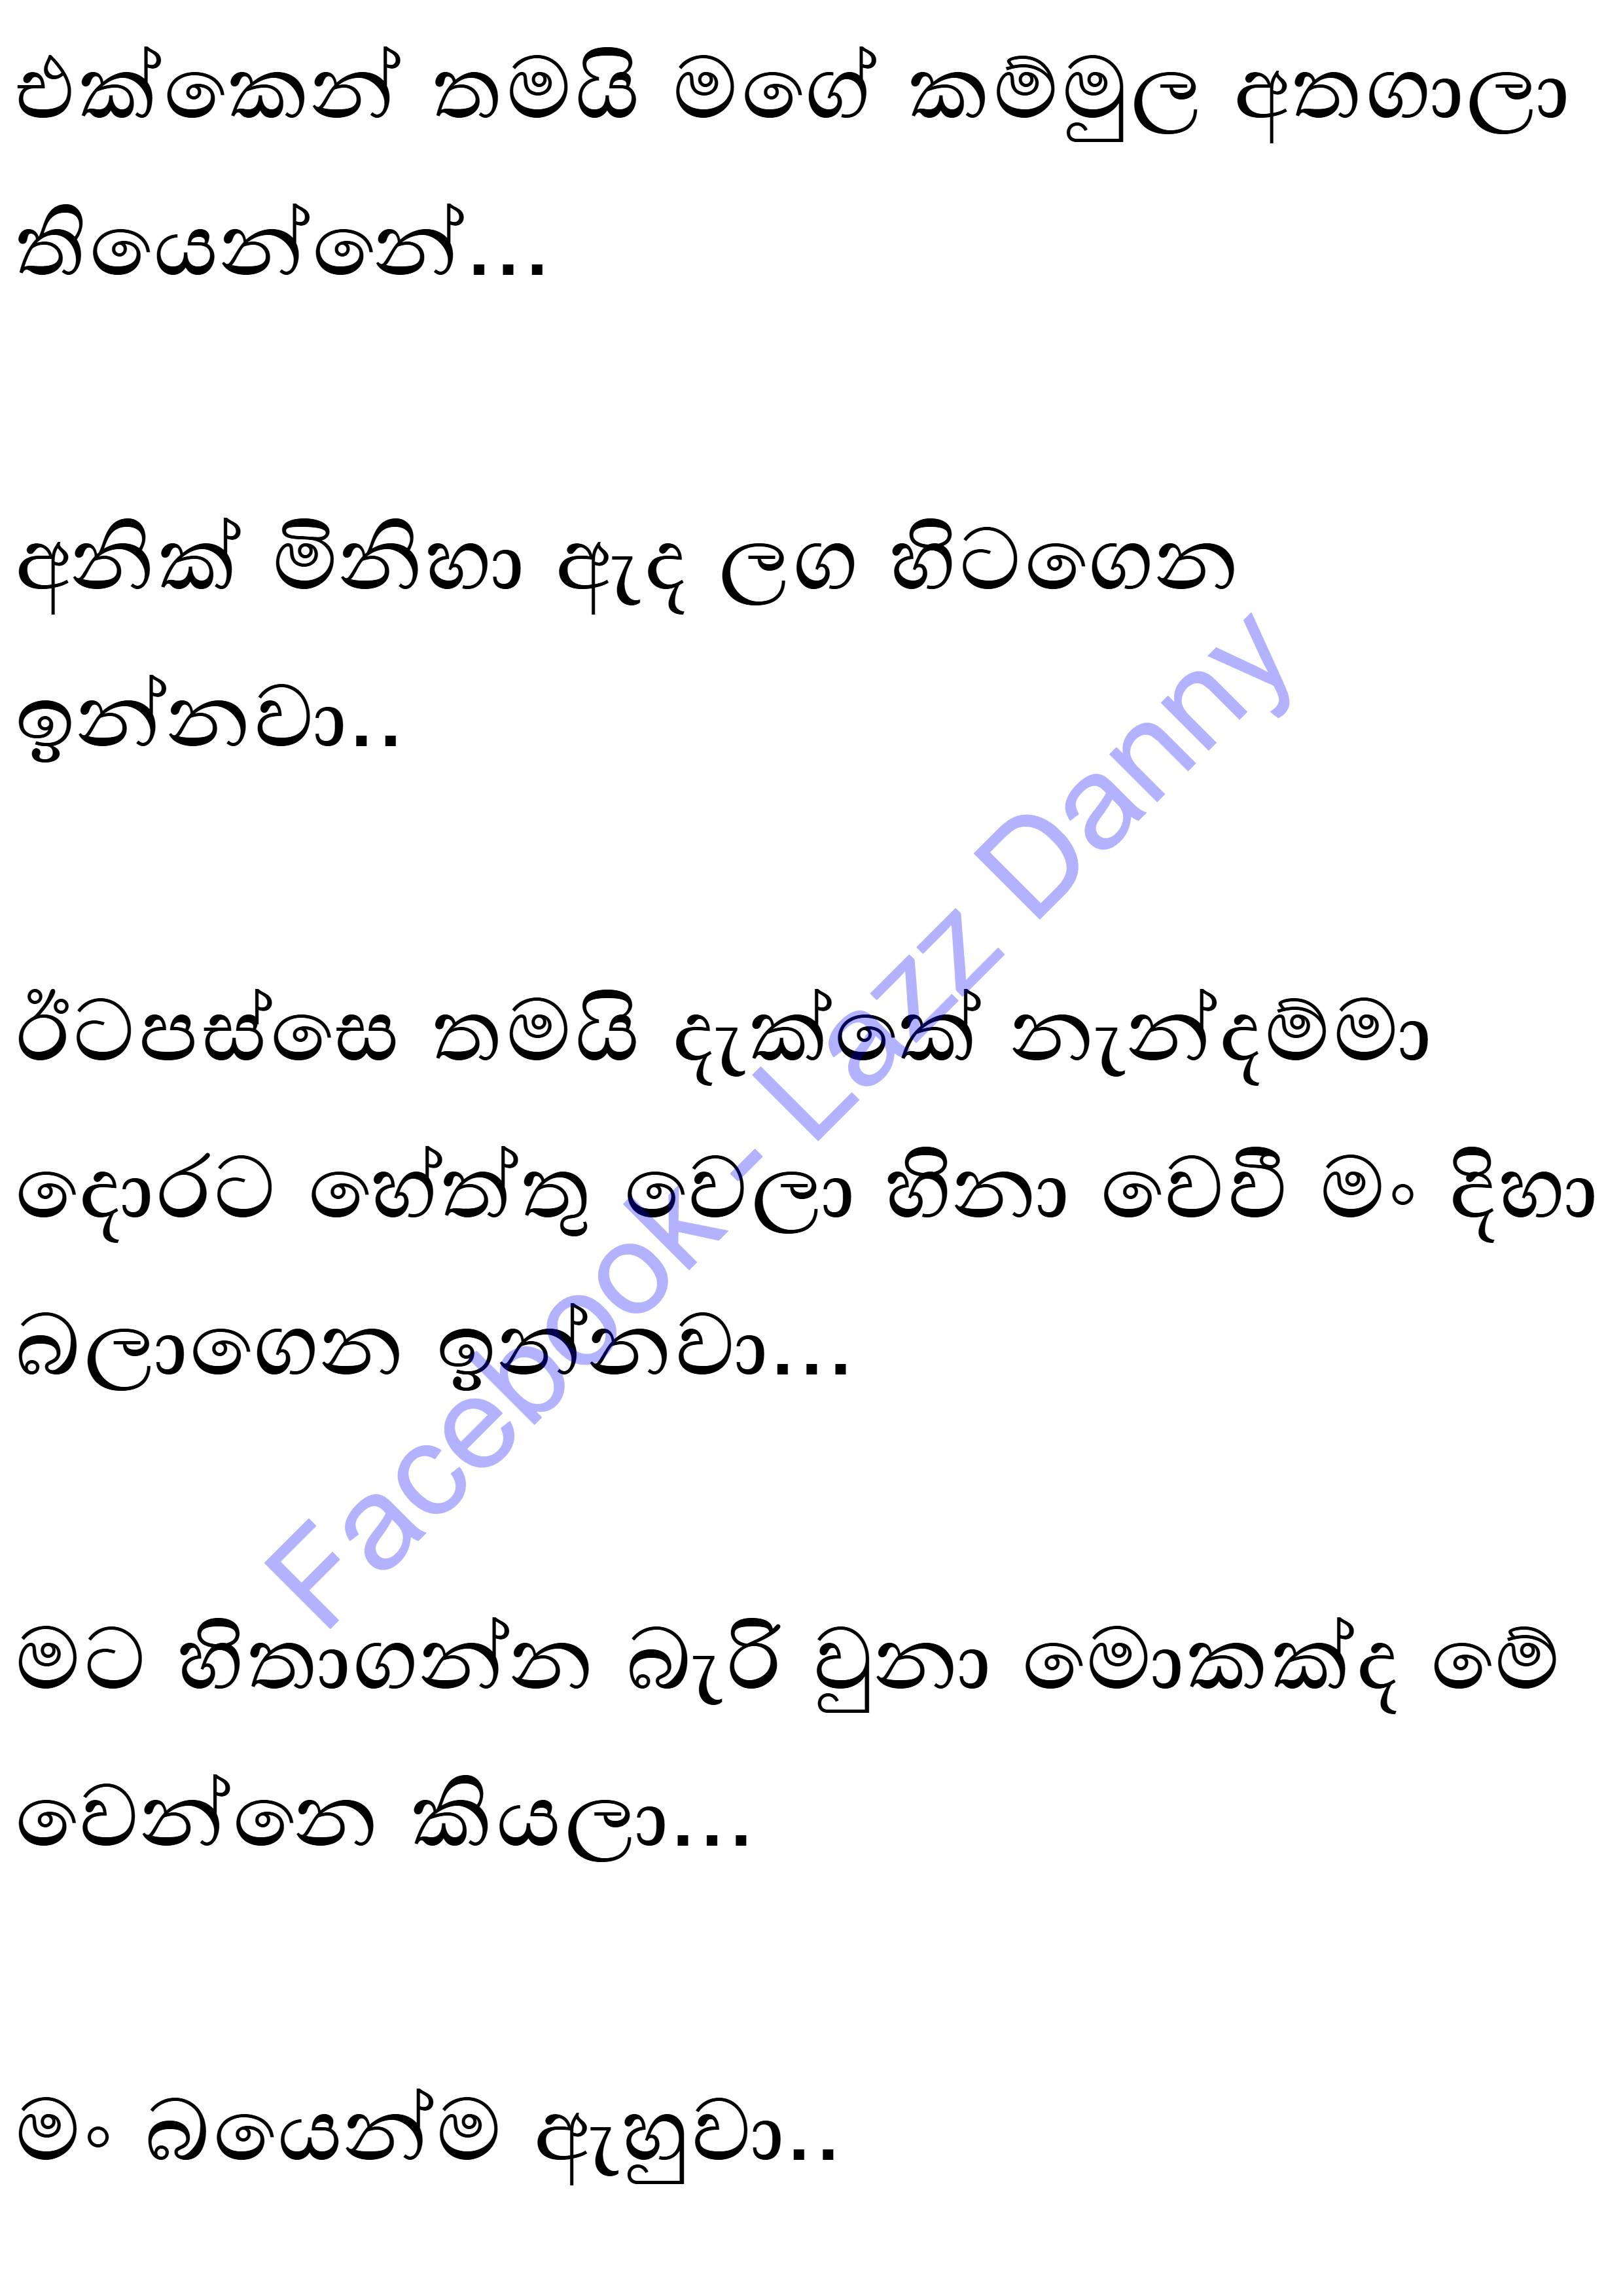 එක්කෙන් තමයි මගේ කම්මුල අතගාලා
තියෙන්නේ...
අනික් මිනිහා ඇඳ ලග හිටගෙන
ඉන්නවා..
ඊටපස්සෙ තමයි දැක්කේ නැන්දම්මා
දොරට හේත්තු වෙලා හිනා වෙවී මං දිහා
බලාගෙන ඉන්නවා...
මට හිතාගන්න බැරි වුනා මොකක්ද මේ
වෙන්නෙ කියලා...
මං බයෙන්ම ඇහුවා..
Facebook - Lazz Danny